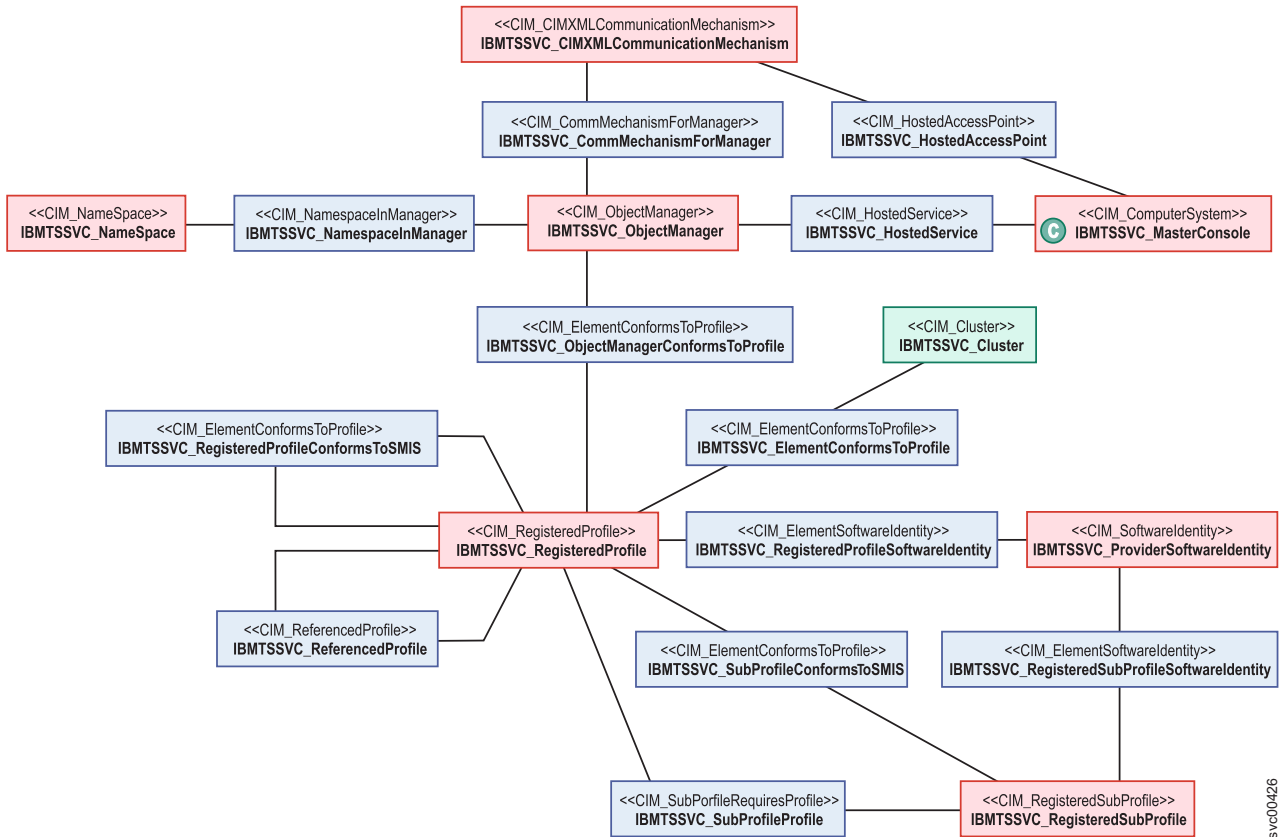 <<CIM_CIMXMLCommunicationMechanism>>
IBMTSSVC_CIMXMLCommunicationMechanism
<<CIM_CommMechanismForManager>>
IBMTSSVC_CommMechanismForManager
<<CIM_HostedAccessPoint>>
IBMTSSVC_HostedAccessPoint
<<CIM_NameSpace>>
IBMTSSVC_NameSpace
<<CIM_NamespaceInManager>>
IBMTSSVC_NamespaceInManager
<<CIM_ObjectManager>>
IBMTSSVC_ObjectManager
<<CIM_HostedService>>
IBMTSSVC_HostedService
C
<<CIM_ComputerSystem>>
IBMTSSVC_MasterConsole
<<CIM_ElementConformsToProfile>>
IBMTSSVC_ObjectManagerConformsToProfile
<<CIM_Cluster>>
IBMTSSVC_Cluster
<<CIM_ElementConformsToProfile>>
IBMTSSVC_RegisteredProfileConformsToSMIS
<<CIM_ElementConformsToProfile>>
IBMTSSVC_ElementConformsToProfile
<<CIM_RegisteredProfile>>
IBMTSSVC_RegisteredProfile
<<CIM_ElementSoftwareIdentity>>
IBMTSSVC_RegisteredProfileSoftwareIdentity
<<CIM_SoftwareIdentity>>
IBMTSSVC_ProviderSoftwareIdentity
<<CIM_ReferencedProfile>>
IBMTSSVC_ReferencedProfile
<<CIM_ElementConformsToProfile>>
IBMTSSVC_SubProfileConformsToSMIS
<<CIM_ElementSoftwareIdentity>>
IBMTSSVC_RegisteredSubProfileSoftwareIdentity
<<CIM_SubPorfileRequiresProfile>>
IBMTSSVC_SubProfileProfile
<<CIM_RegisteredSubProfile>>
IBMTSSVC_RegisteredSubProfile
svc00426